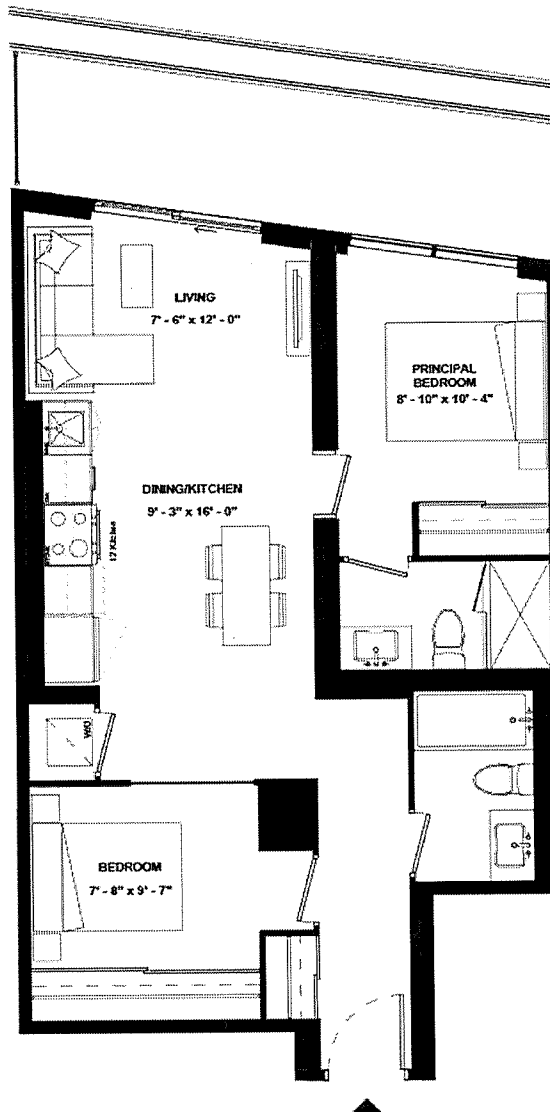 LIVING
7' - 6" x 12' - 0"
PRINCIPAL
BEDROOM
8' - 10" x 10' - 4"
DINING/KITCHEN
9' - 3" x 16' - 0"
W/D
BEDROOM
7' - 8" x 9' - 7"